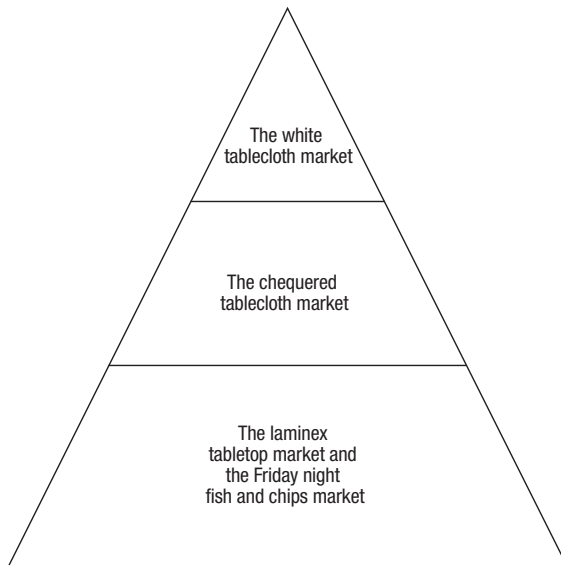 The white
tablecloth market
The chequered
tablecloth market
The laminex
tabletop market and
the Friday night
fish and chips market